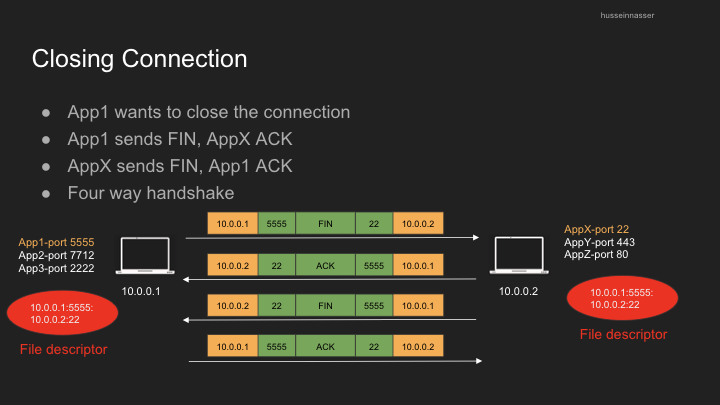 husseinnasser
Closing Connection
● App1 wants to close the connection
● App1 sends FIN, AppX ACK
● AppX sends FIN, App1 ACK
● Four way handshake
10.0.0.1 5555 FIN 22 10.0.0.2
App1-port 5555
App2-port 7712
App3-port 2222
AppX-port 22
AppY-port 443
AppZ-port 80
10.0.0.2 22 ACK 5555 10.0.0.1
10.0.0.1
10.0.0.2
10.0.0.2 22 FIN 5555 10.0.0.1
10.0.0.1:5555:
10.0.0.2:22
10.0.0.1:5555:
10.0.0.2:22
File descriptor
File descriptor
10.0.0.1 5555 ACK 22 10.0.0.2